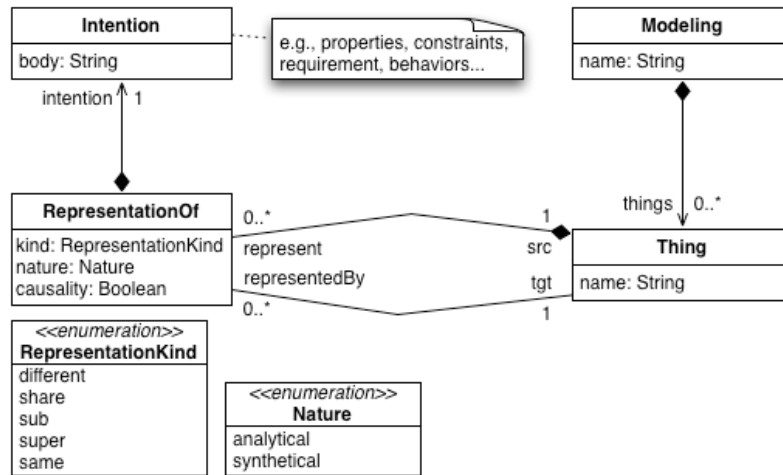 Intention
body: String
e.g., properties, constraints,
requirement, behaviors...
Modeling
name: String
intention 1
things 0..*
RepresentationOf
kind: RepresentationKind
nature: Nature
causality: Boolean
0..*
represent
representedBy
0..*
1
src
tgt
1
Thing
name: String
<<enumeration>>
RepresentationKind
different
share
sub
super
same
<<enumeration>>
Nature
analytical
synthetical